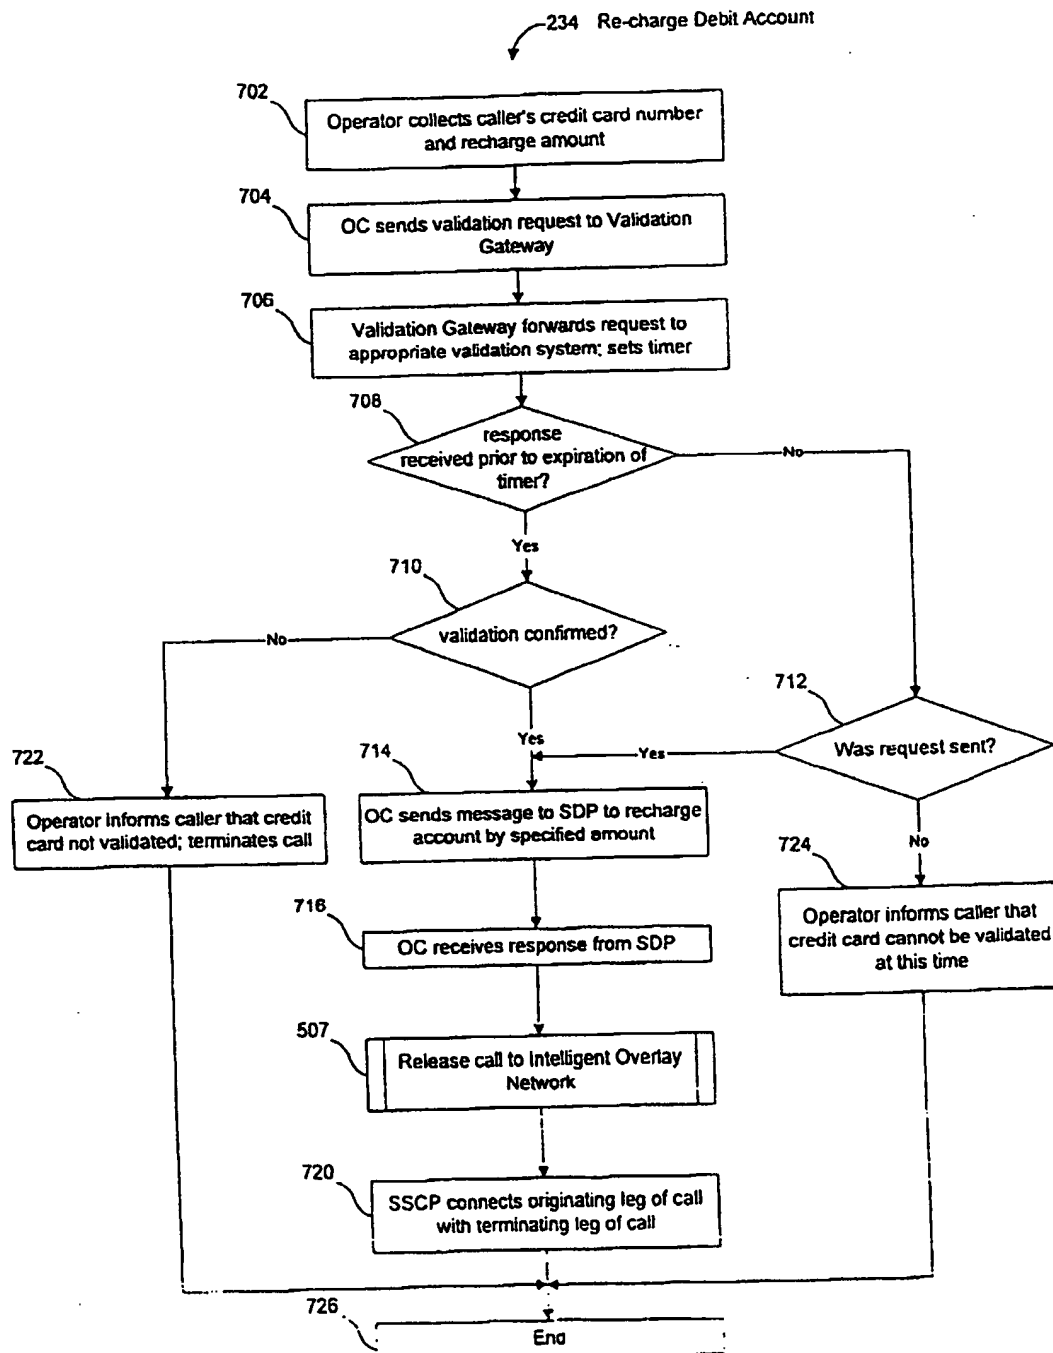 234 Re-charge Debit Account
702
Operator collects caller's credit card number
and recharge amount
704
OC sends validation request to Validation
Gateway
706
Validation Gateway forwards request to
appropriate validation system; sets timer
708
response
received prior to expiration of
timer?
No
Yes
710
validation confirmed?
No
712
Was request sent?
Yes
Yes
722
Operator informs caller that credit
card not validated; terminates call
714
OC sends message to SDP to recharge
account by specified amount
No
724
Operator informs caller that
credit card cannot be validated
at this time
716
OC receives response from SDP
507
Release call to Intelligent Overlay
Network
720
SSCP connects originating leg of call
with terminating leg of call
726
End